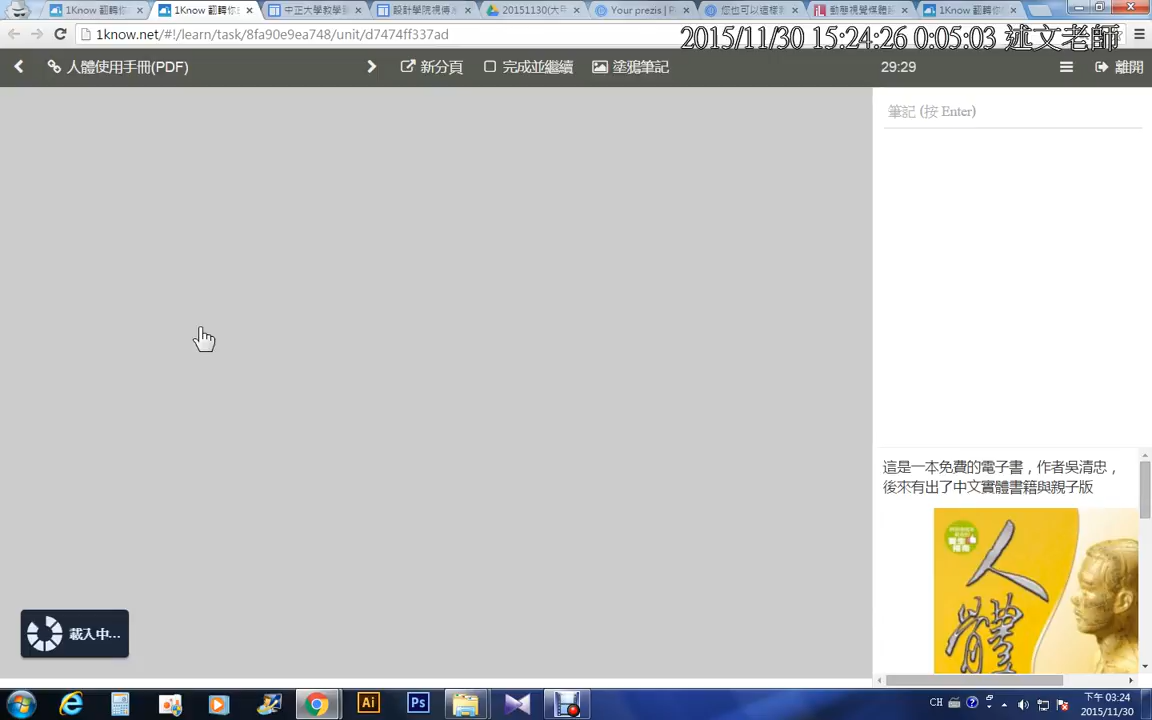 1Know 翻轉你
1Know 翻轉你
中正大學教學
設計學院視傳
20151130(大
Your prezis |
您也可以這樣
動態視覺媒體
1Know 翻轉你
1know.net/#!/learn/task/8fa90e9ea748/unit/d7474ff337ad
2015/11/30 15:24:26 0:05:03 述文老師
人體使用手冊(PDF)
新分頁
完成並繼續
塗鴉筆記
29:29
離開
筆記 (按 Enter)
這是一本免費的電子書，作者吳清忠，
後來有出了中文實體書籍與親子版
人體
載入中...
Ai
Ps
CH
下午 03:24
2015/11/30